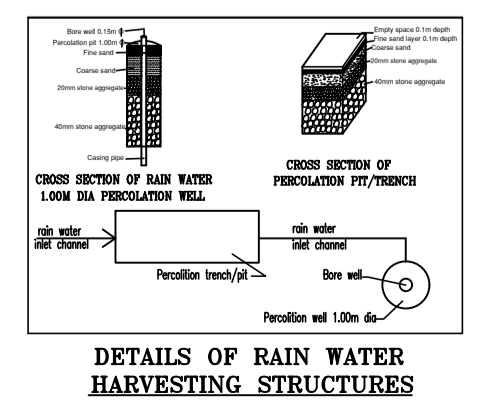 Bore well 0.15m ϕ
Percolation pit 1.00m ϕ
Fine sand
Coarse sand
20mm stone aggregate
40mm stone aggregate
Casing pipe
CROSS SECTION OF RAIN WATER
1.00M DIA PERCOLATION WELL
Empty space 0.1m depth
Fine sand layer 0.1m depth
Coarse sand
20mm stone aggregate
40mm stone aggregate
CROSS SECTION OF
PERCOLATION PIT/TRENCH
rain water
inlet channel
Percolition trench/pit
rain water
inlet channel
Bore well
Percolition well 1.00m dia
DETAILS OF RAIN WATER
HARVESTING STRUCTURES